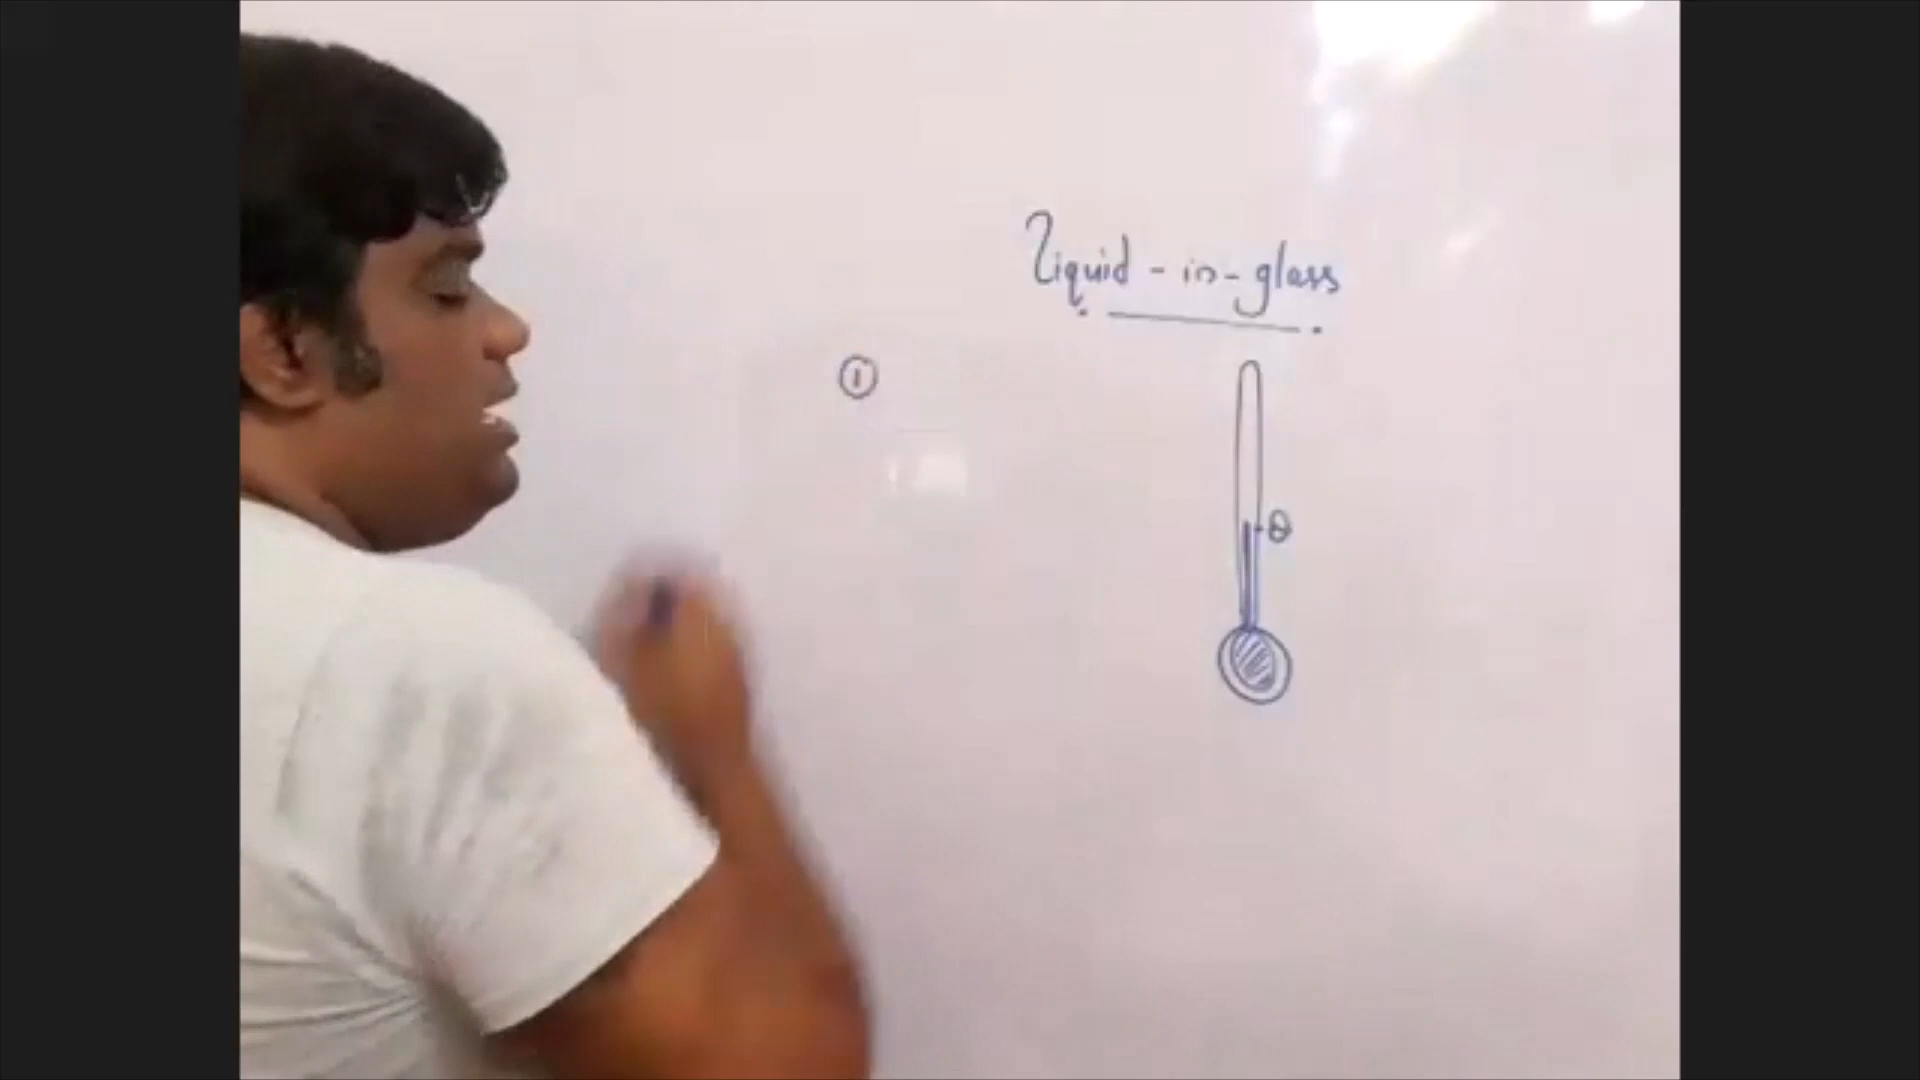 Liquid - in - glass
①
θ